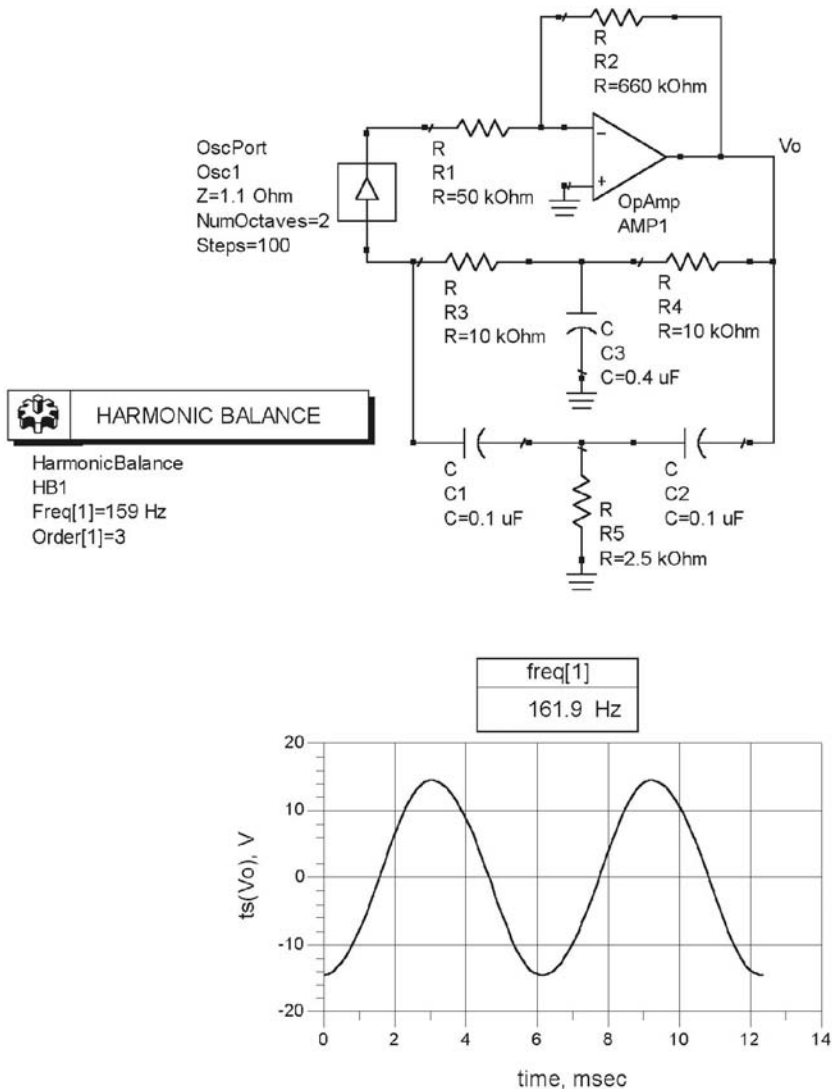 R
R2
R=660 kOhm
OscPort
Osc1
Z=1.1 Ohm
NumOctaves=2
Steps=100
R
R1
R=50 kOhm
−
+
OpAmp
AMP1
Vo
R
R3
R=10 kOhm
R
R4
R=10 kOhm
C
C3
C=0.4 uF
HARMONIC BALANCE
HarmonicBalance
HB1
Freq[1]=159 Hz
Order[1]=3
C
C1
C=0.1 uF
R
R5
R=2.5 kOhm
C
C2
C=0.1 uF
freq[1]
161.9 Hz
ts(Vo), V
20
10
0
-10
-20
0 2 4 6 8 10 12 14
time, msec